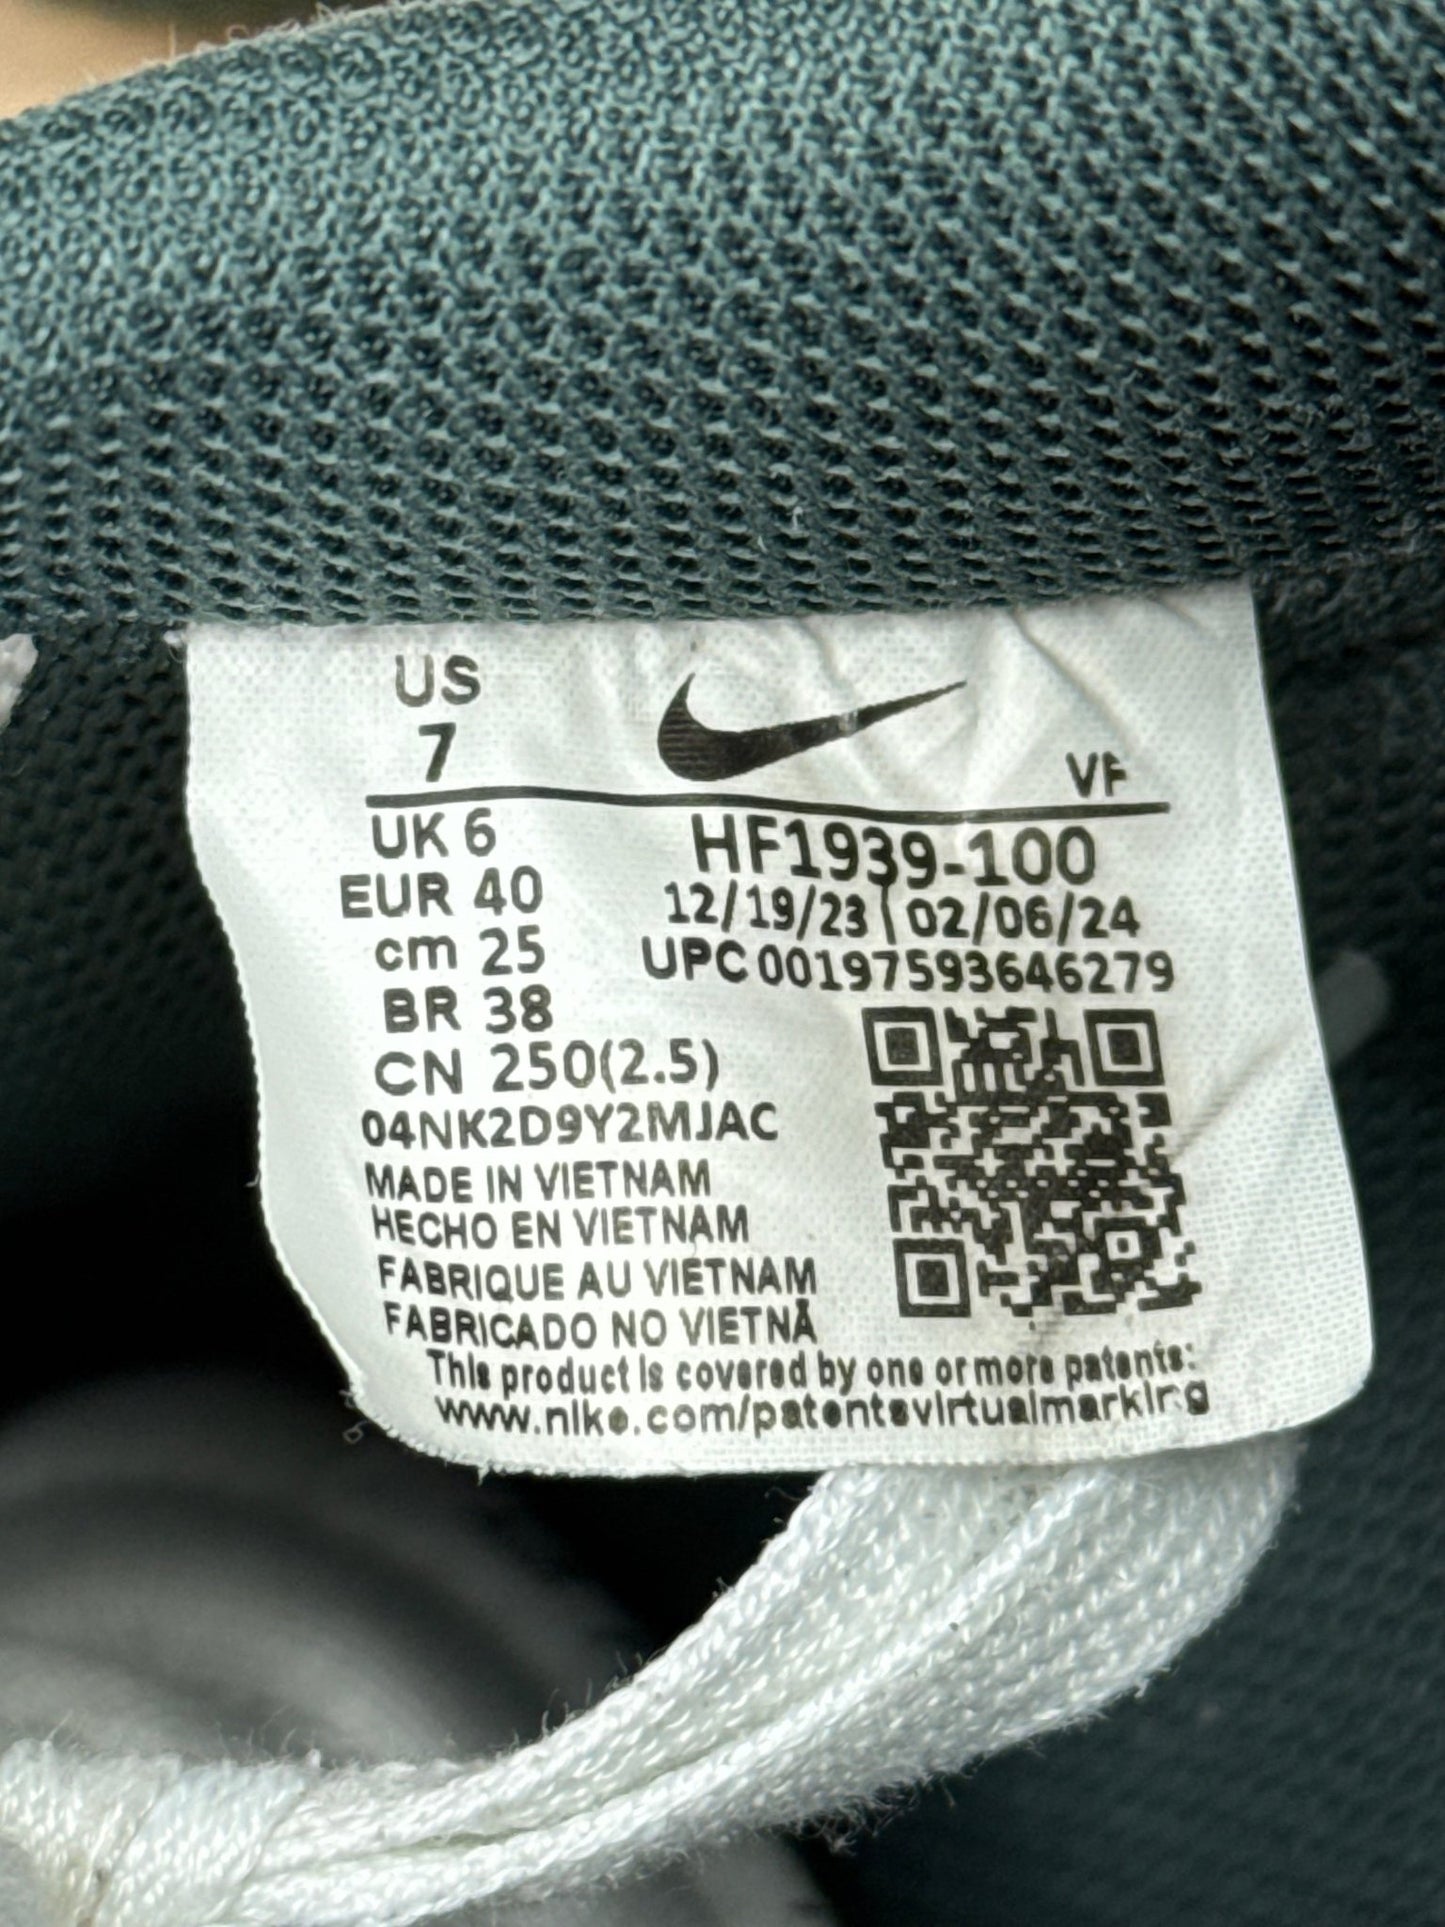 US
7
VF
UK 6
EUR 40
cm 25
BR 38
CN 250(2.5)
HF1939-100
12/19/23 | 02/06/24
UPC 00197593646279
04NK2D9Y2MJAC
MADE IN VIETNAM
HECHO EN VIETNAM
FABRIQUE AU VIETNAM
FABRICADO NO VIETNÃ
This product is covered by one or more patents:
www.nike.com/patentsvirtualmarking